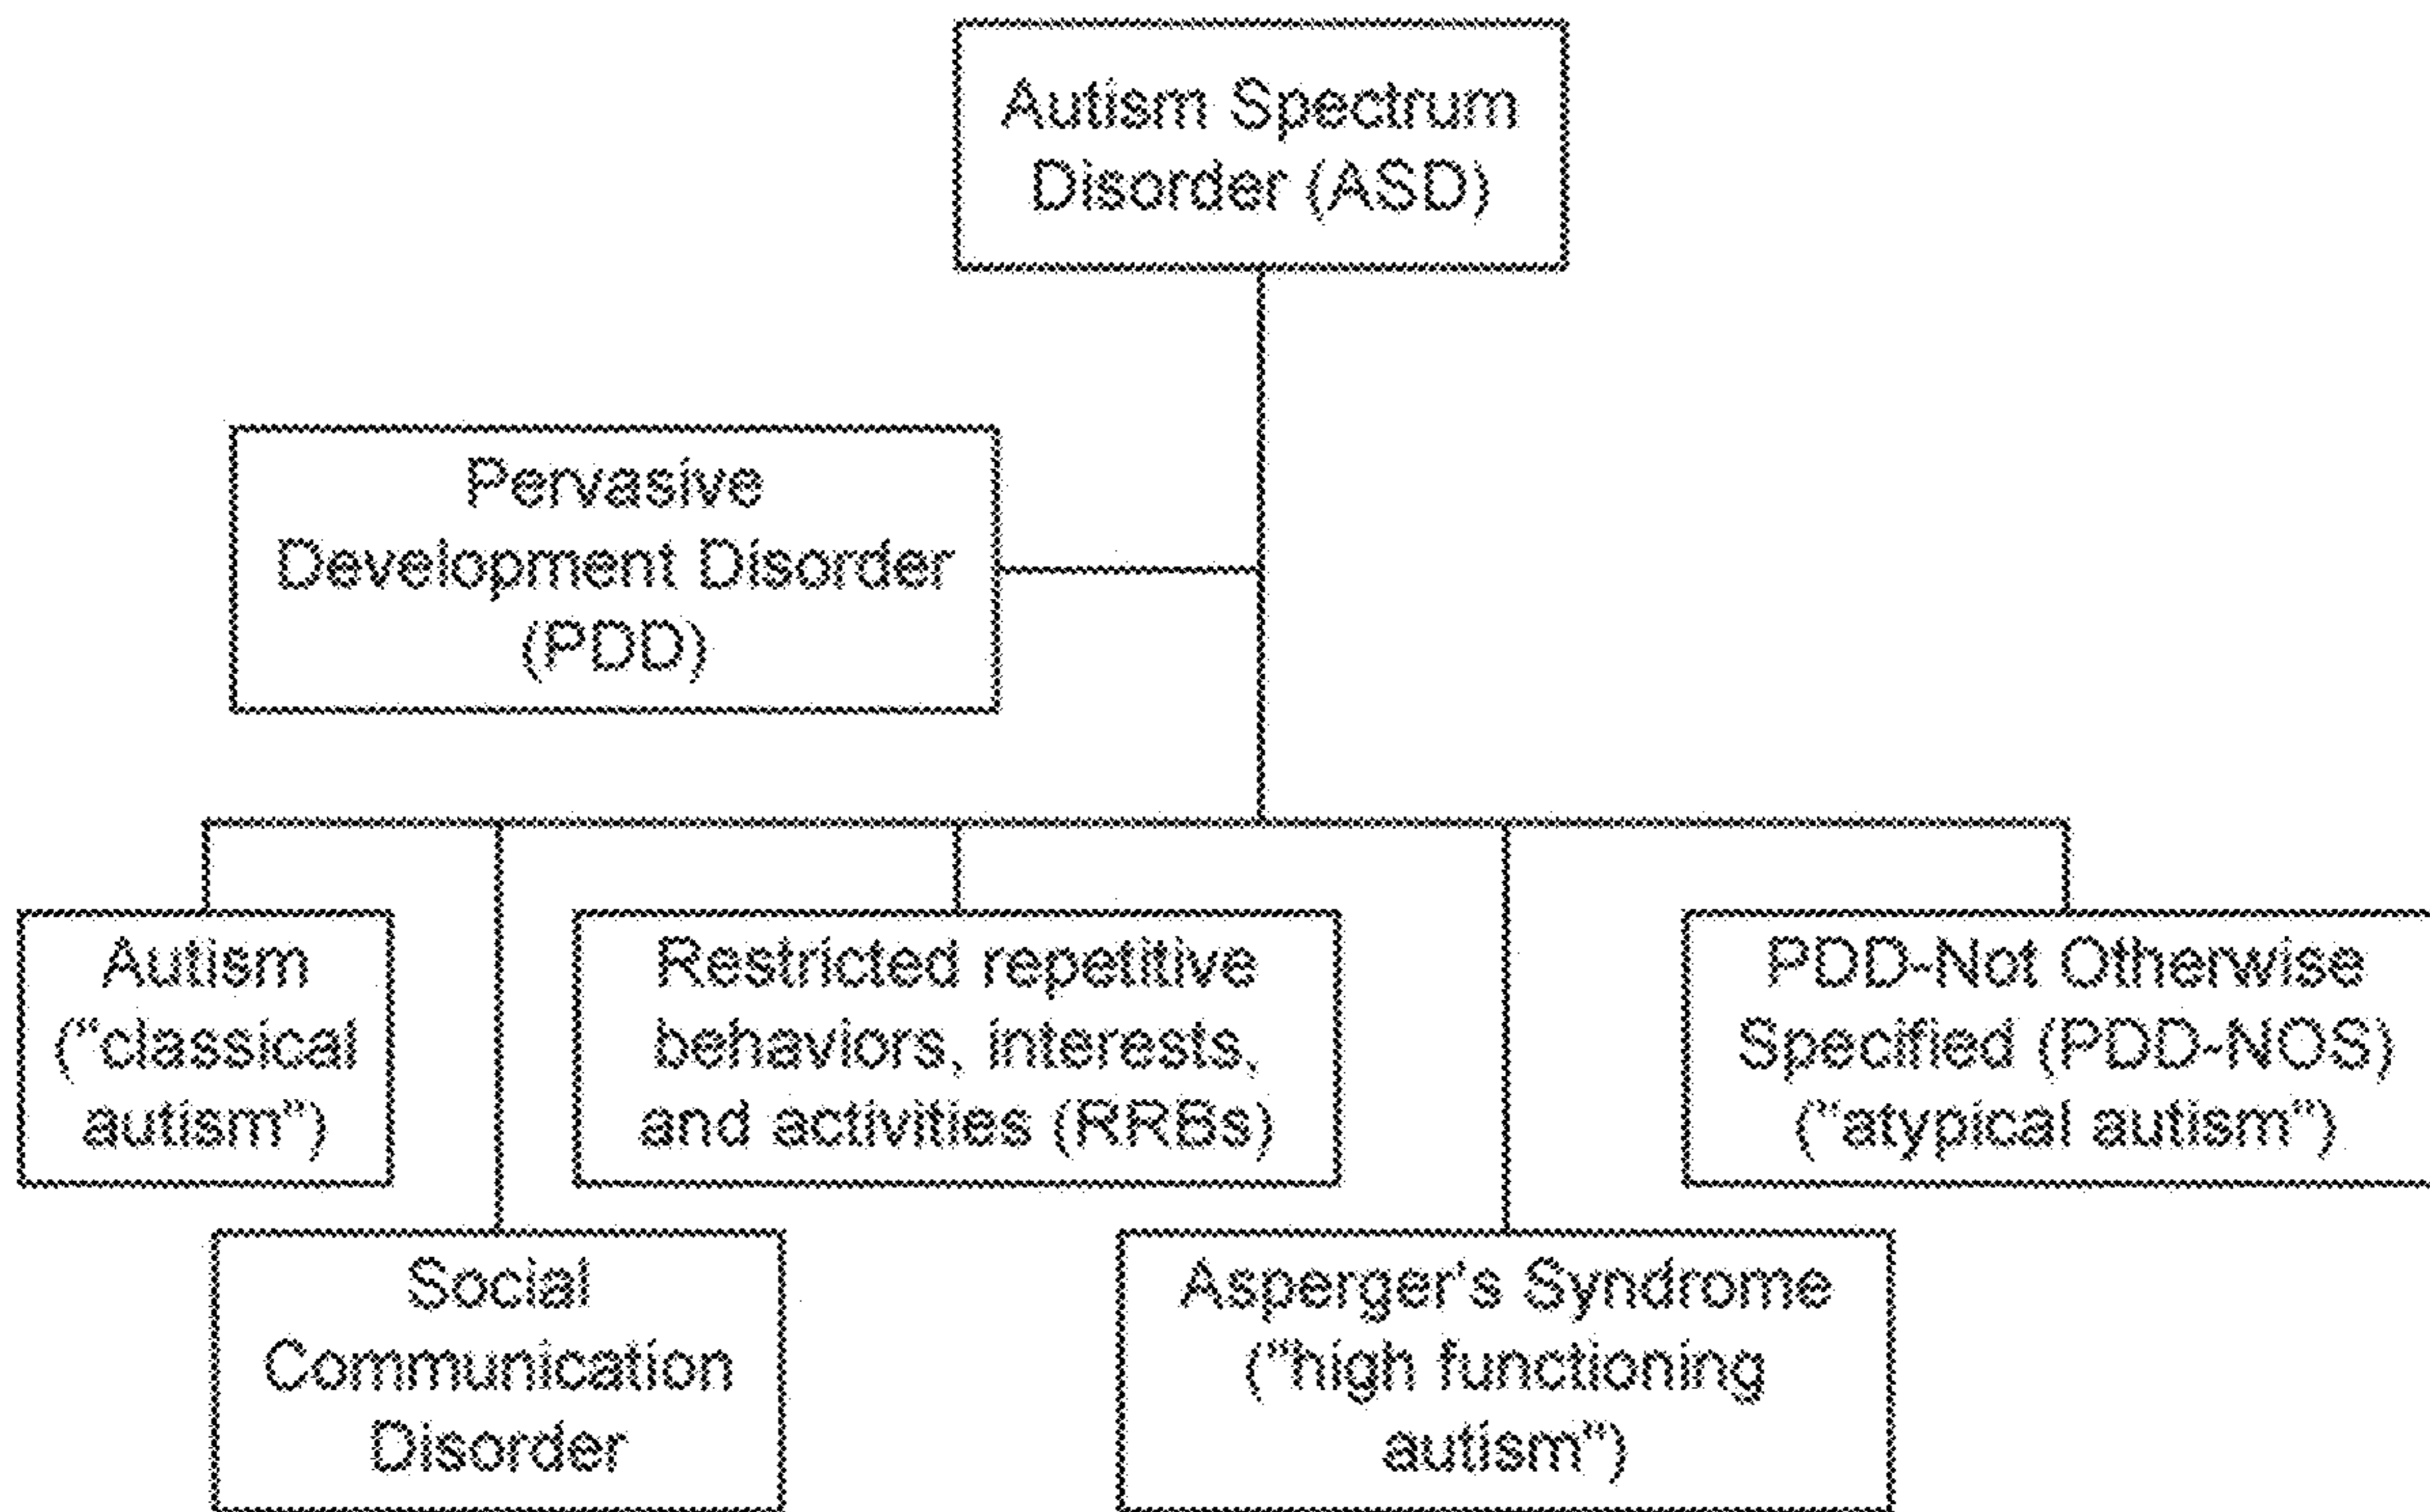 Autism Spectrum
Disorder (ASD)
Pervasive
Development Disorder
(PDD)
Autism
("classical
autism")
Restricted repetitive
behaviors, interests,
and activities (RRBs)
PDD-Not Otherwise
Specified (PDD-NOS)
("atypical autism")
Social
Communication
Disorder
Asperger's Syndrome
("high functioning
autism")